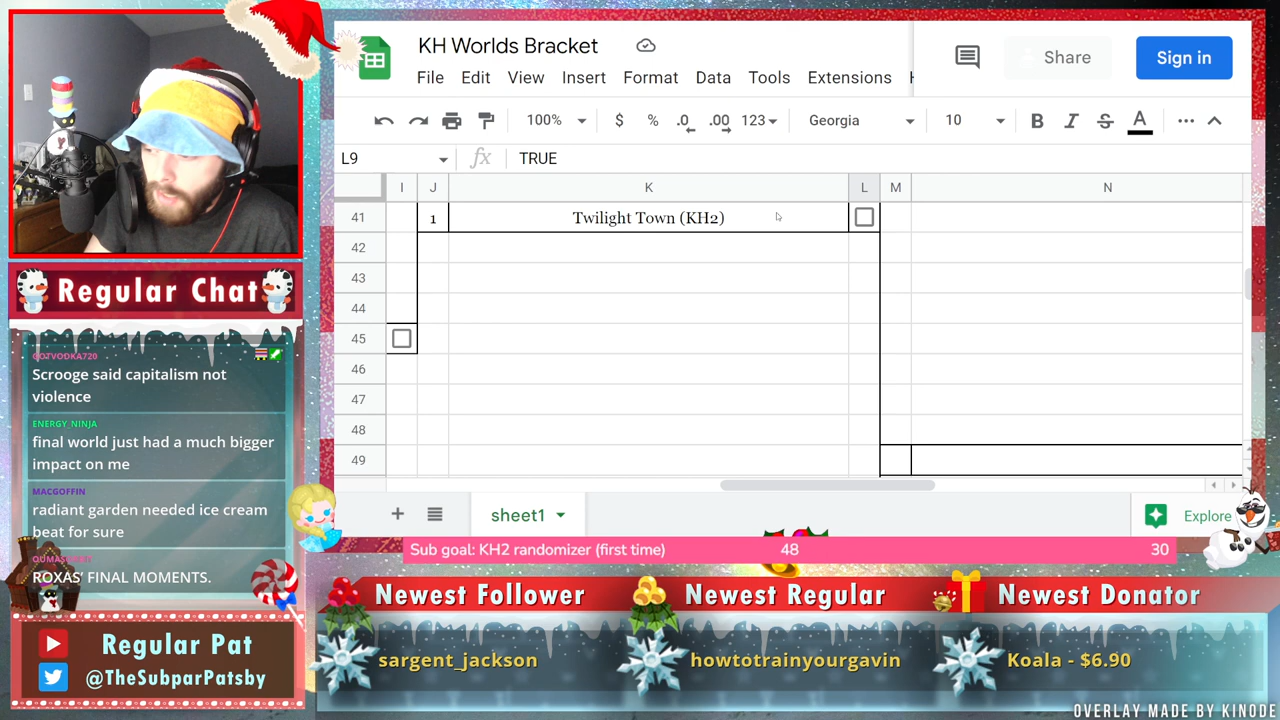 KH Worlds Bracket
File Edit View Insert Format Data Tools Extensions
Share
Sign in
100% $ % .0 .00 123 Georgia 10 B I S A
L9 fx TRUE
I J K L M N
41 1 Twilight Town (KH2)
42
43
44
45
46
47
48
49
sheet1
Explore
Regular Chat
GOTVODKA720
Scrooge said capitalism not
violence
ENERGY_NINJA
final world just had a much bigger
impact on me
MACGOFFIN
radiant garden needed ice cream
beat for sure
ROXAS' FINAL MOMENTS.
Regular Pat
@TheSubparPatsby
Sub goal: KH2 randomizer (first time) 48 30
Newest Follower
sargent_jackson
Newest Regular
howtotrainyourgavin
Newest Donator
Koala - $6.90
OVERLAY MADE BY KINODE